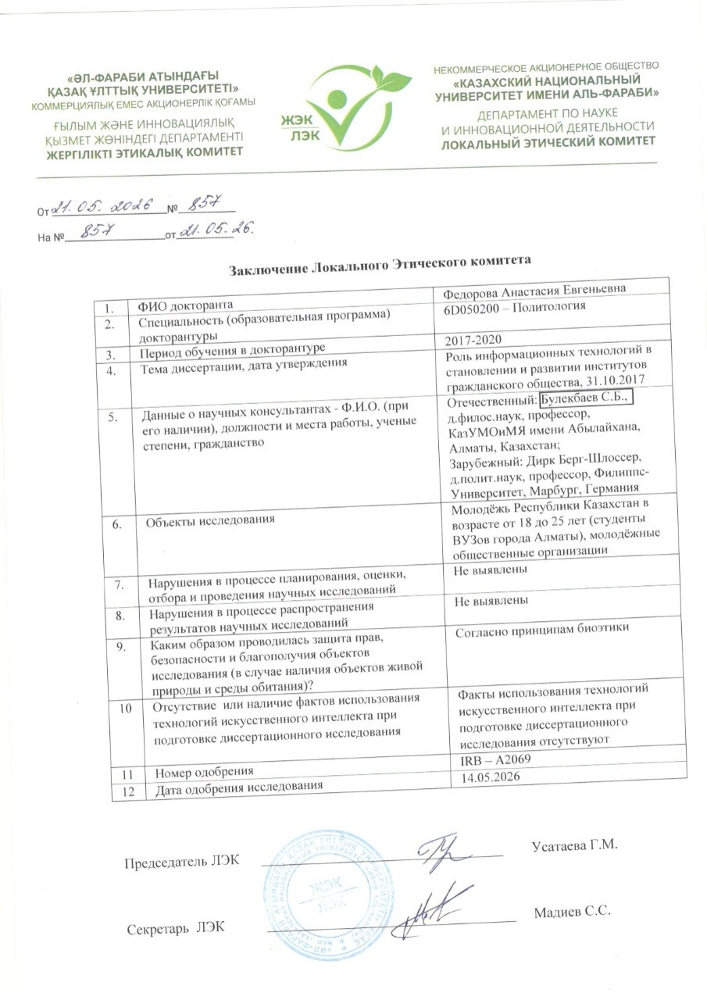 «ӘЛ-ФАРАБИ АТЫНДАҒЫ
ҚАЗАҚ ҰЛТТЫҚ УНИВЕРСИТЕТІ»
КОММЕРЦИЯЛЫҚ ЕМЕС АКЦИОНЕРЛІК ҚОҒАМЫ
ҒЫЛЫМ ЖӘНЕ ИННОВАЦИЯЛЫҚ
ҚЫЗМЕТ ЖӨНІНДЕГІ ДЕПАРТАМЕНТІ
ЖЕРГІЛІКТІ ЭТИКАЛЫҚ КОМИТЕТ
ЖЭК
ЛЭК
НЕКОММЕРЧЕСКОЕ АКЦИОНЕРНОЕ ОБЩЕСТВО
«КАЗАХСКИЙ НАЦИОНАЛЬНЫЙ
УНИВЕРСИТЕТ ИМЕНИ АЛЬ-ФАРАБИ»
ДЕПАРТАМЕНТ ПО НАУКЕ
И ИННОВАЦИОННОЙ ДЕЯТЕЛЬНОСТИ
ЛОКАЛЬНЫЙ ЭТИЧЕСКИЙ КОМИТЕТ
От 21.05.2026 № 857
На № 857 от 21.05.26.
Заключение Локального Этического комитета
1. ФИО докторанта
Федорова Анастасия Евгеньевна
2. Специальность (образовательная программа)
докторантуры
6D050200 – Политология
3. Период обучения в докторантуре
2017-2020
4. Тема диссертации, дата утверждения
Роль информационных технологий в
становлении и развитии институтов
гражданского общества, 31.10.2017
5. Данные о научных консультантах - Ф.И.О. (при
его наличии), должности и места работы, ученые
степени, гражданство
Отечественный: Булекбаев С.Б.,
д.филос.наук, профессор,
КазУМОиМЯ имени Абылайхана,
Алматы, Казахстан;
Зарубежный: Дирк Берг-Шлоссер,
д.полит.наук, профессор, Филиппс-
Университет, Марбург, Германия
6. Объекты исследования
Молодёжь Республики Казахстан в
возрасте от 18 до 25 лет (студенты
ВУЗов города Алматы), молодёжные
общественные организации
7. Нарушения в процессе планирования, оценки,
отбора и проведения научных исследований
Не выявлены
8. Нарушения в процессе распространения
результатов научных исследований
Не выявлены
9. Каким образом проводилась защита прав,
безопасности и благополучия объектов
исследования (в случае наличия объектов живой
природы и среды обитания)?
Согласно принципам биоэтики
10 Отсутствие или наличие фактов использования
технологий искусственного интеллекта при
подготовке диссертационного исследования
Факты использования технологий
искусственного интеллекта при
подготовке диссертационного
исследования отсутствуют
11 Номер одобрения
IRB – A2069
12 Дата одобрения исследования
14.05.2026
Председатель ЛЭК
Усатаева Г.М.
ЖЭК
ЛЭК
Секретарь ЛЭК
Мадиев С.С.